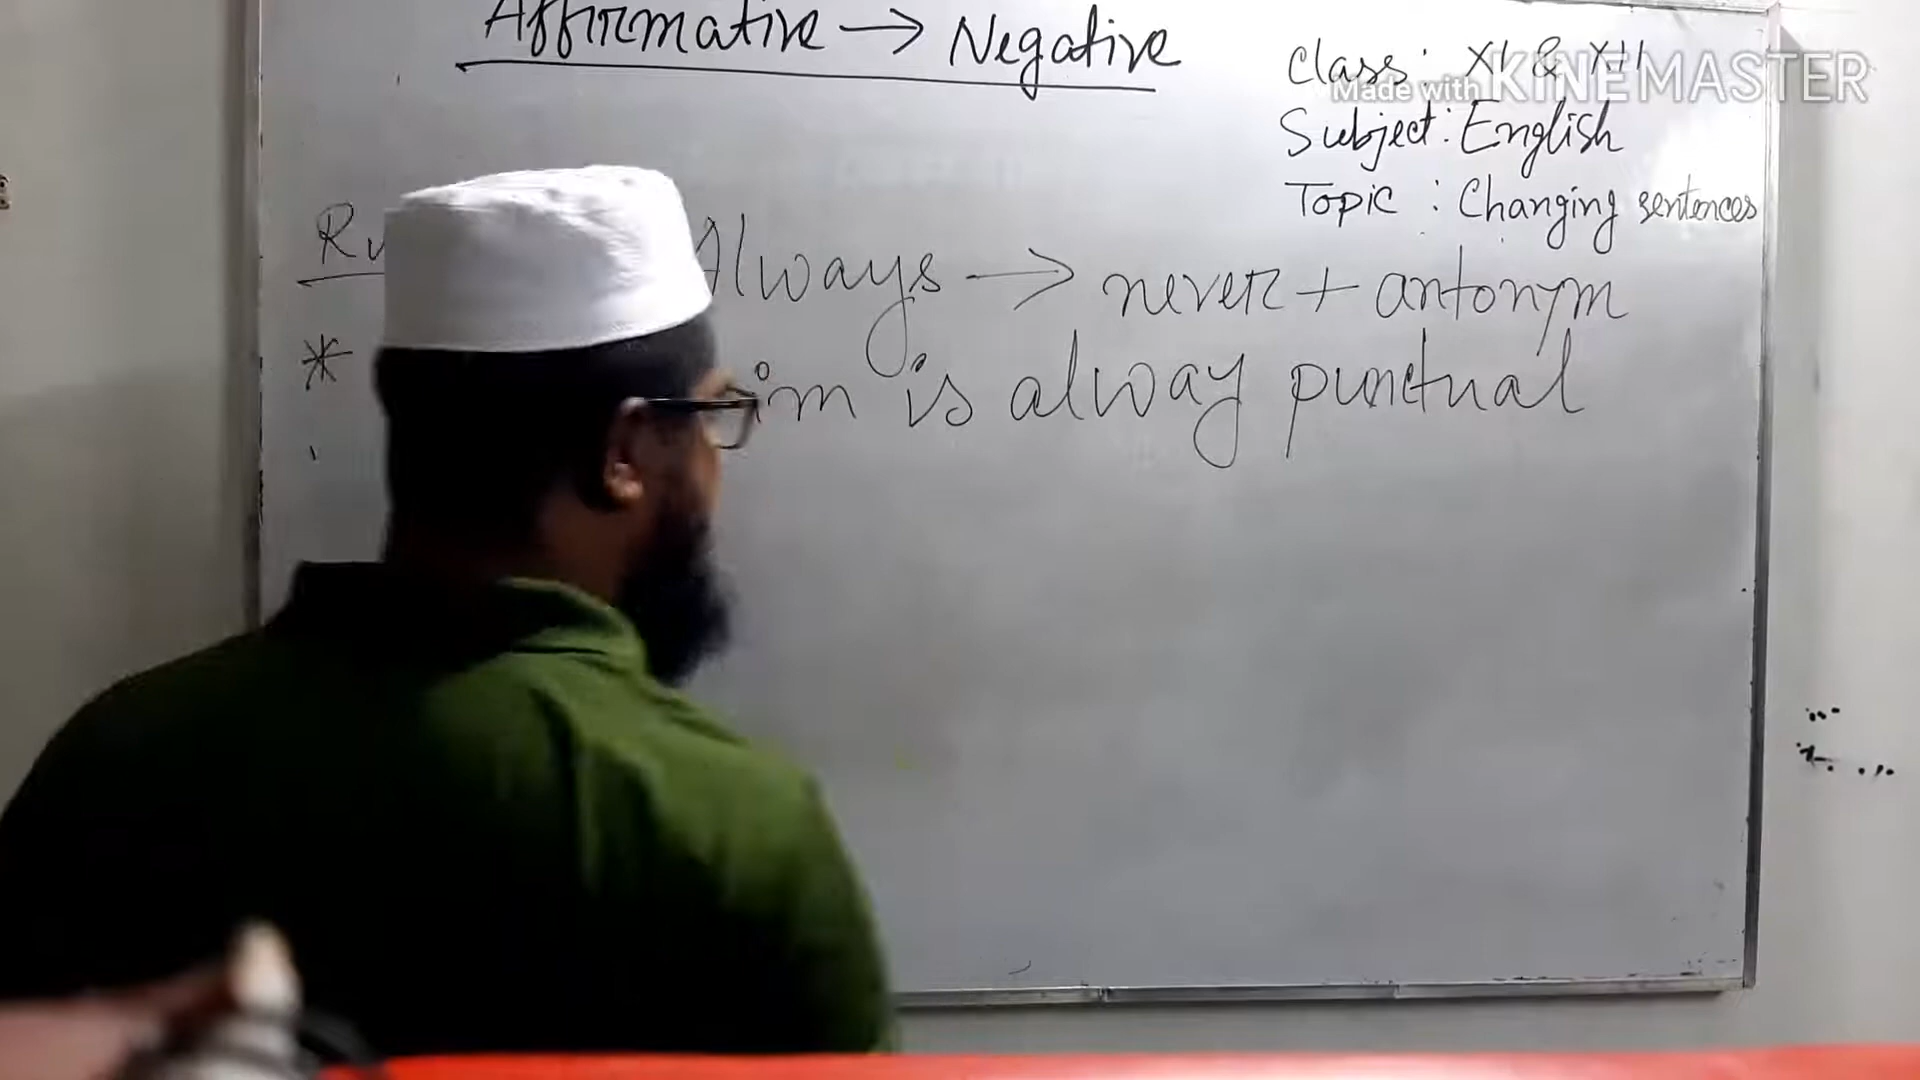 Affirmative → Negative
Class: XI & XII
Made with KINEMASTER
Subject: English
Topic : Changing sentences
Always → never + antonym
* is alway punctual